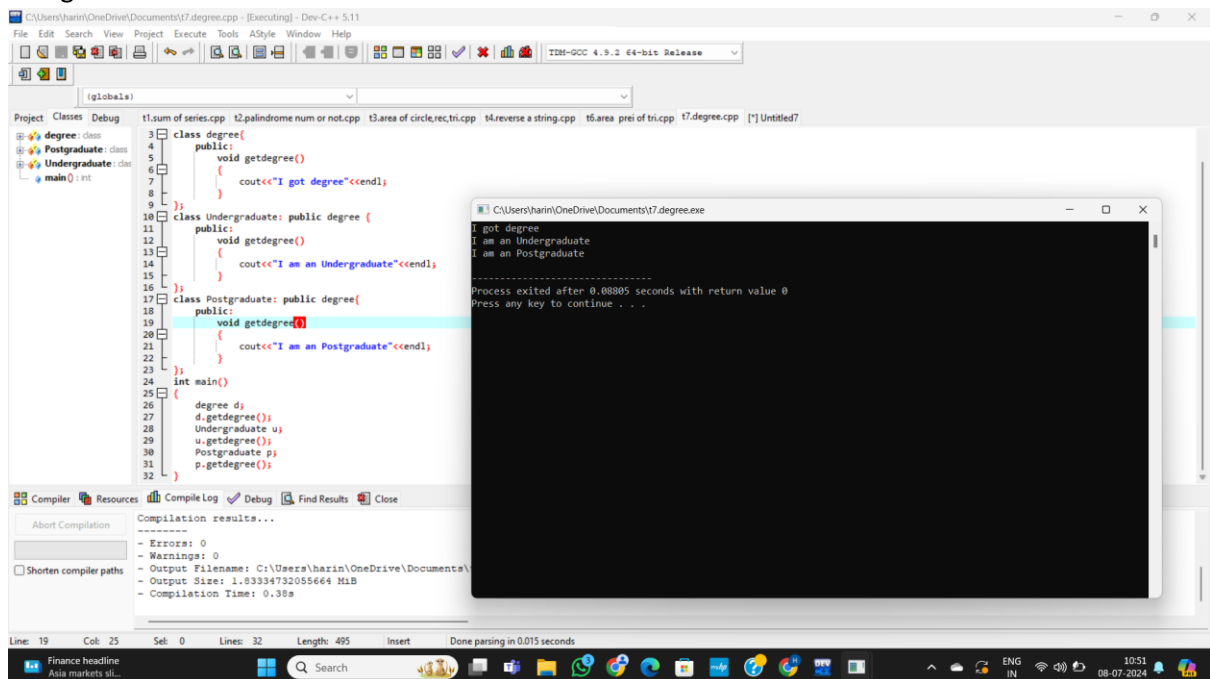 C:\Users\harin\OneDrive\Documents\t7.degree.cpp - [Executing] - Dev-C++ 5.11
File Edit Search View Project Execute Tools AStyle Window Help
TDM-GCC 4.9.2 64-bit Release
(globals)
Project Classes Debug
t1.sum of series.cpp t2.palindrome num or not.cpp t3.area of circle,rec,tri.cpp t4.reverse a string.cpp t6.area prei of tri.cpp t7.degree.cpp [*] Untitled7
degree : class
Postgraduate : class
Undergraduate : clas
main () : int
3 class degree{
4 public:
5 void getdegree()
6 {
7 cout<<"I got degree"<<endl;
8 }
9 };
10 class Undergraduate: public degree {
11 public:
12 void getdegree()
13 {
14 cout<<"I am an Undergraduate"<<endl;
15 }
16 };
17 class Postgraduate: public degree{
18 public:
19 void getdegree()
20 {
21 cout<<"I am an Postgraduate"<<endl;
22 }
23 };
24 int main()
25 {
26 degree d;
27 d.getdegree();
28 Undergraduate u;
29 u.getdegree();
30 Postgraduate p;
31 p.getdegree();
32 }
C:\Users\harin\OneDrive\Documents\t7.degree.exe
I got degree
I am an Undergraduate
I am an Postgraduate
--------------------------------
Process exited after 0.08805 seconds with return value 0
Press any key to continue . . .
Compiler Resources Compile Log Debug Find Results Close
Abort Compilation
Shorten compiler paths
Compilation results...
--------
- Errors: 0
- Warnings: 0
- Output Filename: C:\Users\harin\OneDrive\Documents\
- Output Size: 1.83334732055664 MiB
- Compilation Time: 0.38s
Line: 19 Col: 25 Sel: 0 Lines: 32 Length: 495 Insert Done parsing in 0.015 seconds
Finance headline
Asia markets sli...
Search
DEV
ENG
IN
10:51
08-07-2024